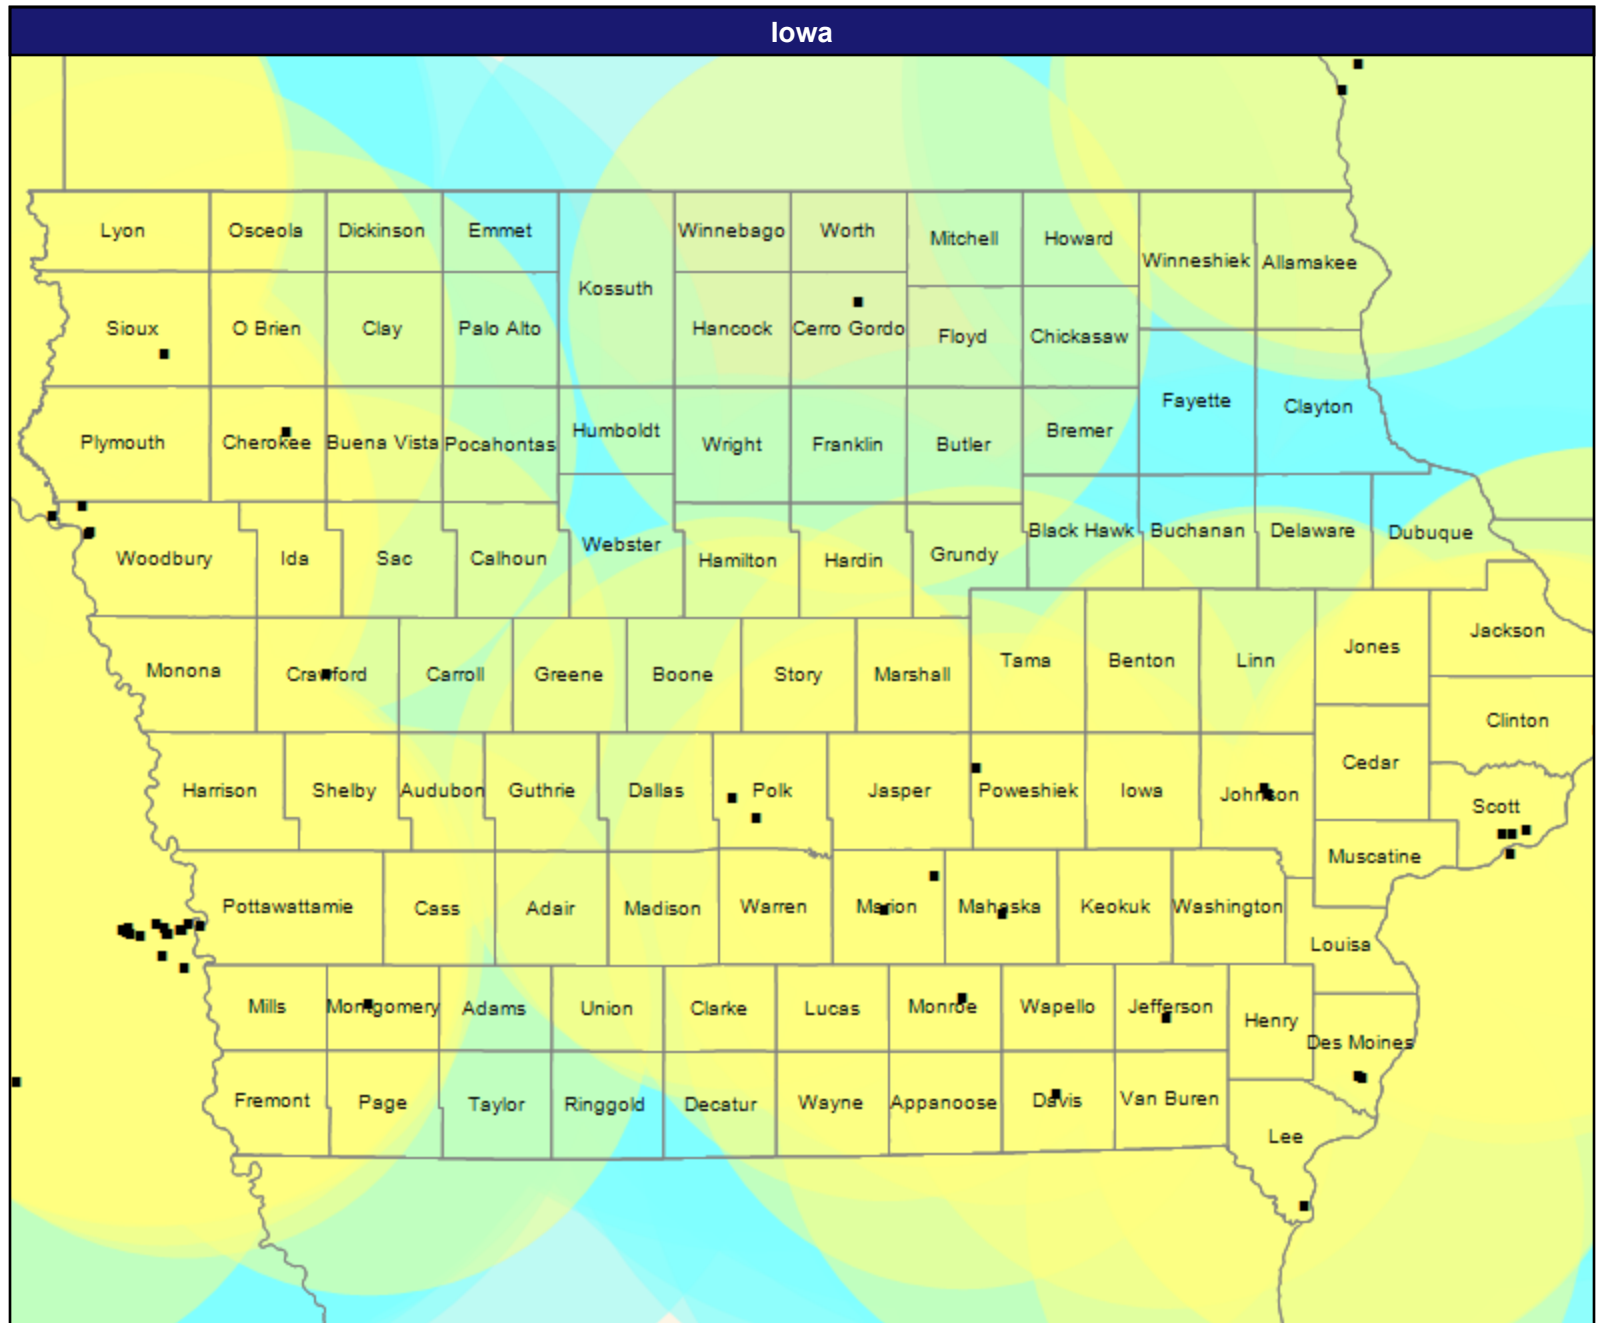 Iowa
Lyon
Osceola
Dickinson
Emmet
Kossuth
Winnebago
Worth
Mitchell
Howard
Winneshiek
Allamakee
Sioux
O Brien
Clay
Palo Alto
Hancock
Cerro Gordo
Floyd
Chickasaw
Fayette
Clayton
Plymouth
Cherokee
Buena Vista
Pocahontas
Humboldt
Wright
Franklin
Butler
Bremer
Woodbury
Ida
Sac
Calhoun
Webster
Hamilton
Hardin
Grundy
Black Hawk
Buchanan
Delaware
Dubuque
Monona
Crawford
Carroll
Greene
Boone
Story
Marshall
Tama
Benton
Linn
Jones
Jackson
Clinton
Harrison
Shelby
Audubon
Guthrie
Dallas
Polk
Jasper
Poweshiek
Iowa
Johnson
Cedar
Scott
Muscatine
Pottawattamie
Cass
Adair
Madison
Warren
Marion
Mahaska
Keokuk
Washington
Louisa
Mills
Montgomery
Adams
Union
Clarke
Lucas
Monroe
Wapello
Jefferson
Henry
Des Moines
Fremont
Page
Taylor
Ringgold
Decatur
Wayne
Appanoose
Davis
Van Buren
Lee